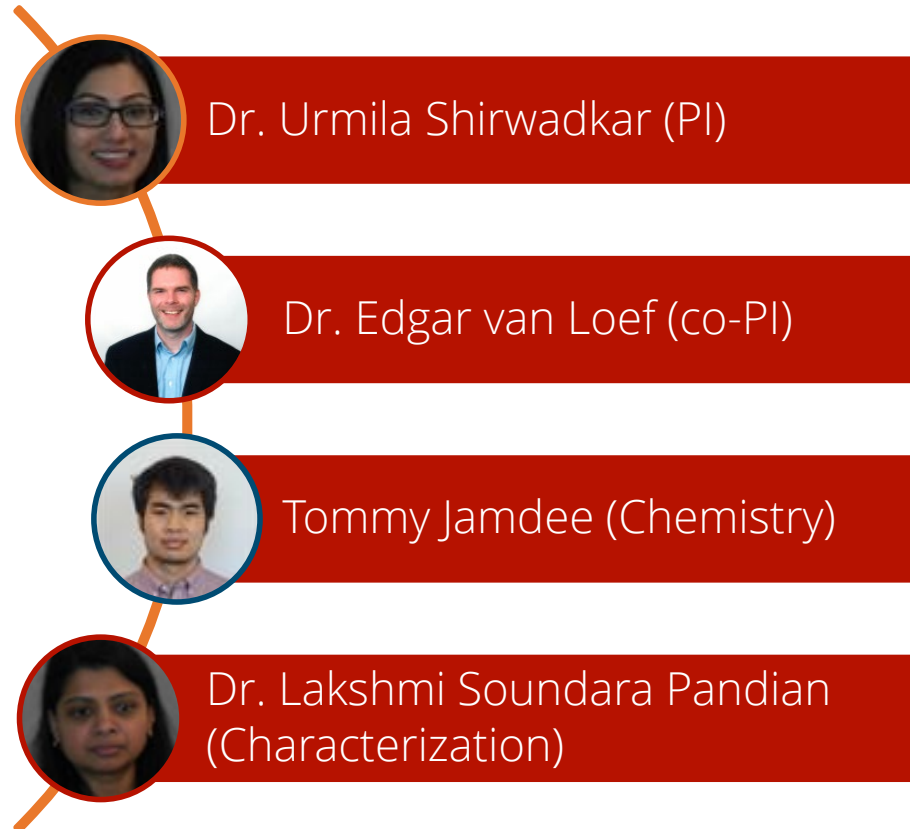 Dr. Urmila Shirwadkar (PI)
Dr. Edgar van Loef (co-PI)
Tommy Jamdee (Chemistry)
Dr. Lakshmi Soundara Pandian
(Characterization)